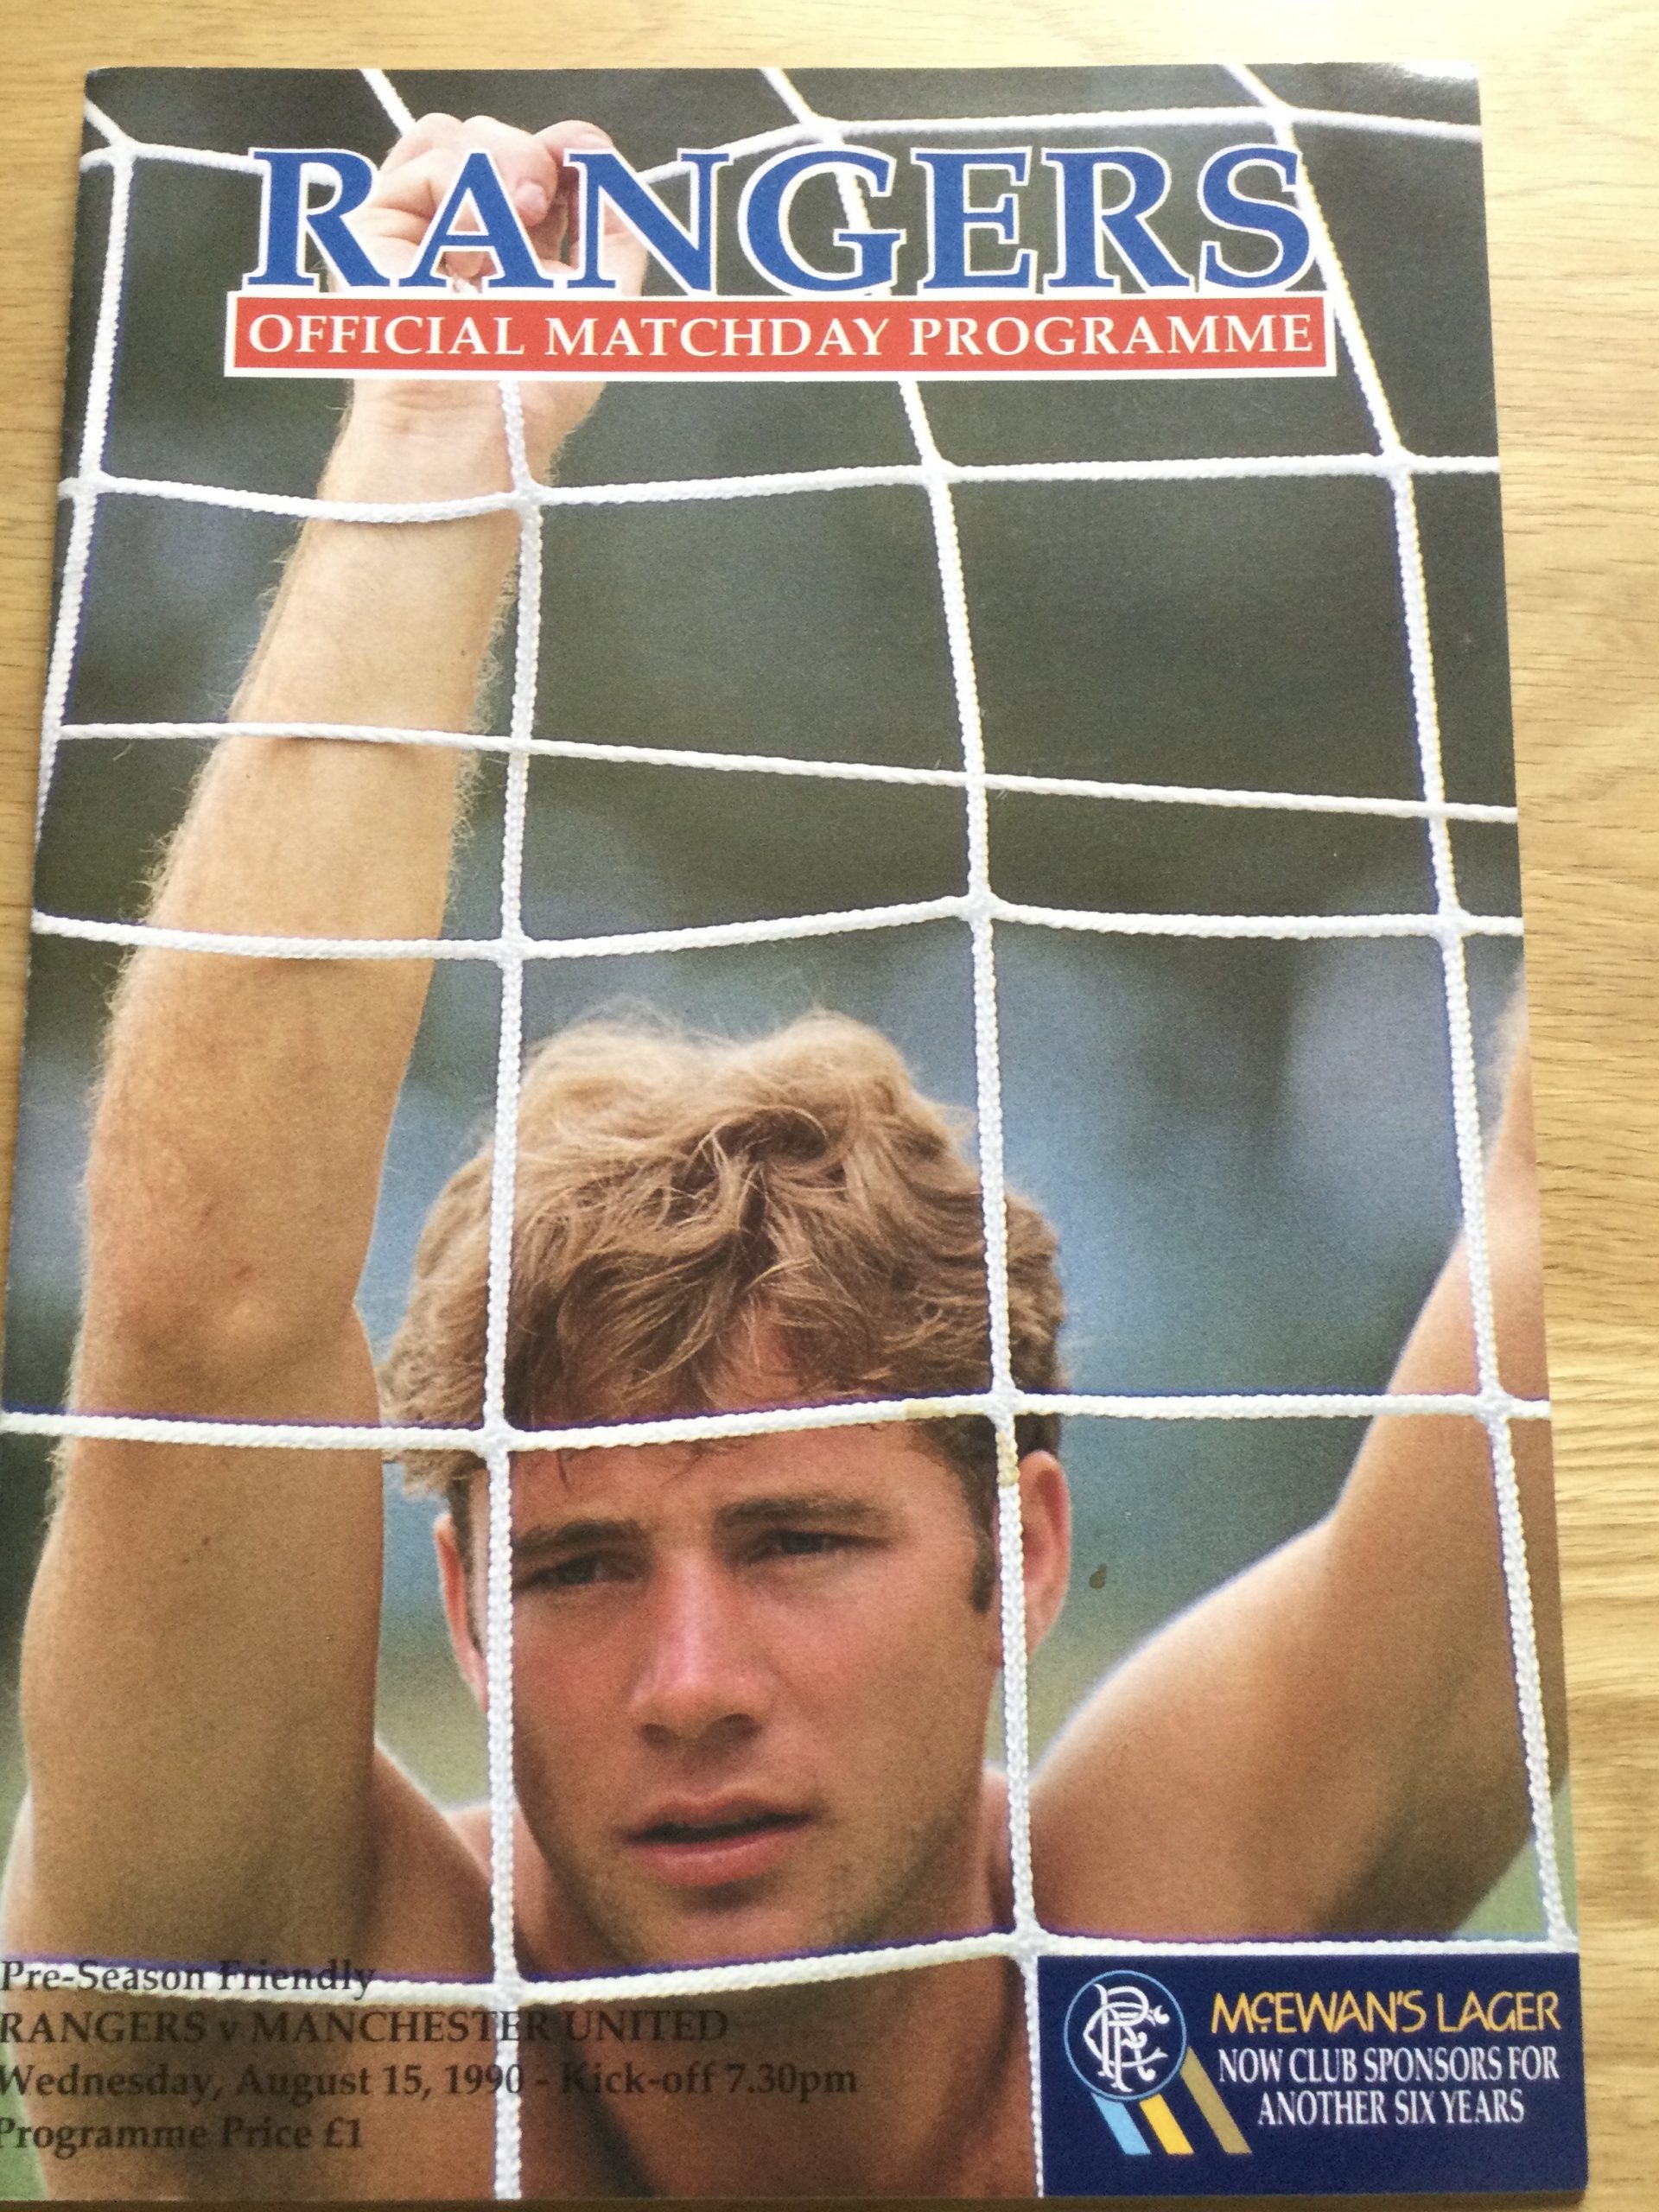 RANGERS
OFFICIAL MATCHDAY PROGRAMME
Pre-Season Friendly
RANGERS v MANCHESTER UNITED
Wednesday, August 15, 1990 - Kick-off 7.30pm
Programme Price £1
McEWAN'S LAGER
NOW CLUB SPONSORS FOR
ANOTHER SIX YEARS